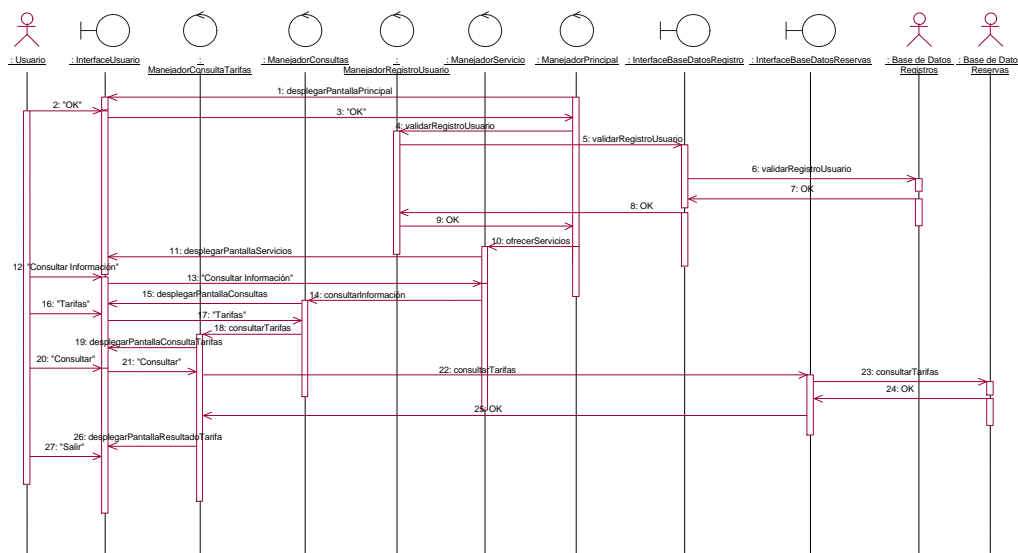 : Usuario
: InterfaceUsuario
:
ManejadorConsultaTarifas
: ManejadorConsultas
:
ManejadorRegistroUsuario
: ManejadorServicio
: ManejadorPrincipal
: InterfaceBaseDatosRegistro
: InterfaceBaseDatosReservas
: Base de Datos
Registros
: Base de Dato
Reservas
1: desplegarPantallaPrincipal
2: "OK"
3: "OK"
4: validarRegistroUsuario
5: validarRegistroUsuario
6: validarRegistroUsuario
7: OK
8: OK
9: OK
10: ofrecerServicios
11: desplegarPantallaServicios
12: "Consultar Información"
13: "Consultar Información"
14: consultarInformación
15: desplegarPantallaConsultas
16: "Tarifas"
17: "Tarifas"
18: consultarTarifas
19: desplegarPantallaConsultaTarifas
20: "Consultar"
21: "Consultar"
22: consultarTarifas
23: consultarTarifas
24: OK
25: OK
26: desplegarPantallaResultadoTarifa
27: "Salir"